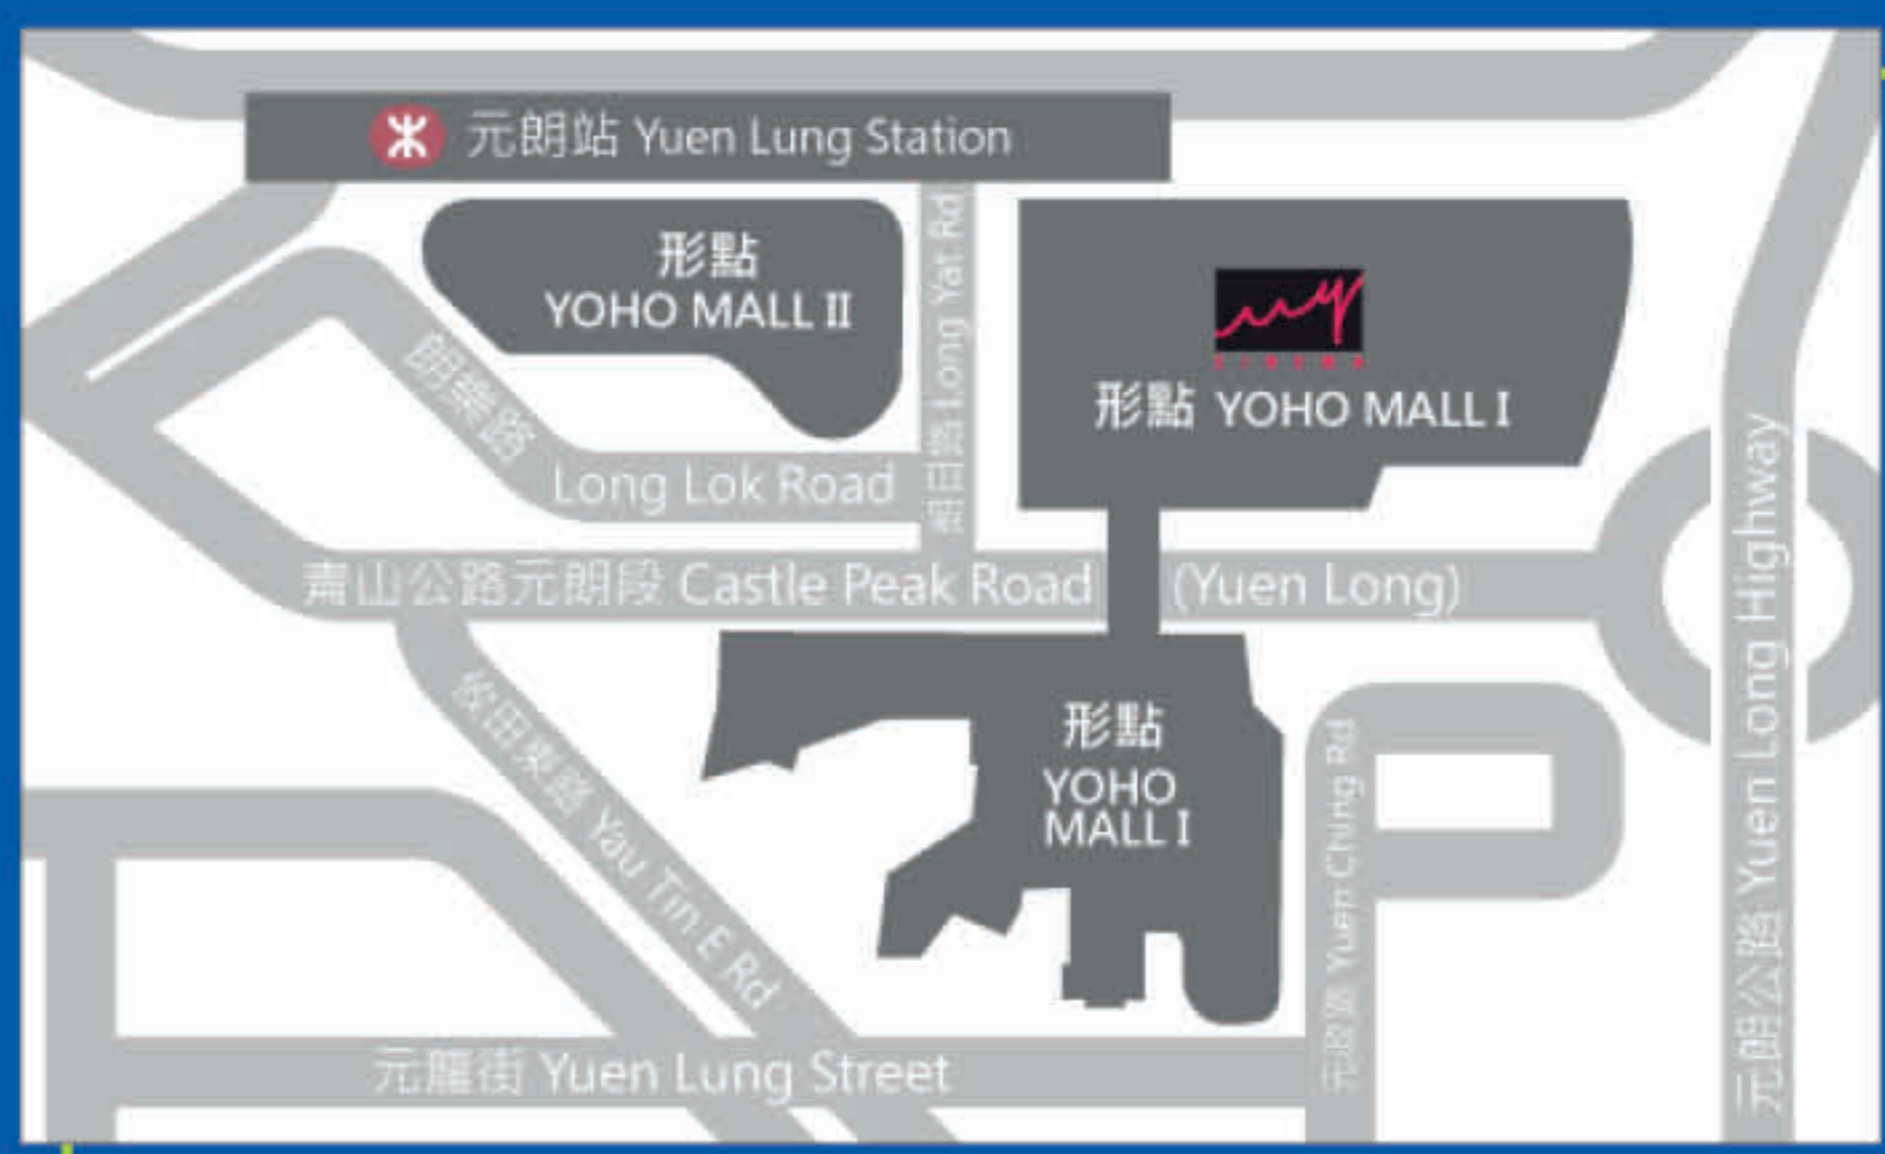 元朗站 Yuen Lung Station
形點
YOHO MALL II
朗日路 Long Yat Rd
my
CINEMA
形點 YOHO MALL I
朗樂路
Long Lok Road
青山公路元朗段 Castle Peak Road (Yuen Long)
形點
YOHO
MALL I
攸田東路 Yau Tin E Rd
Yuen Ching Rd
元朗公路 Yuen Long Highway
元龍街 Yuen Lung Street